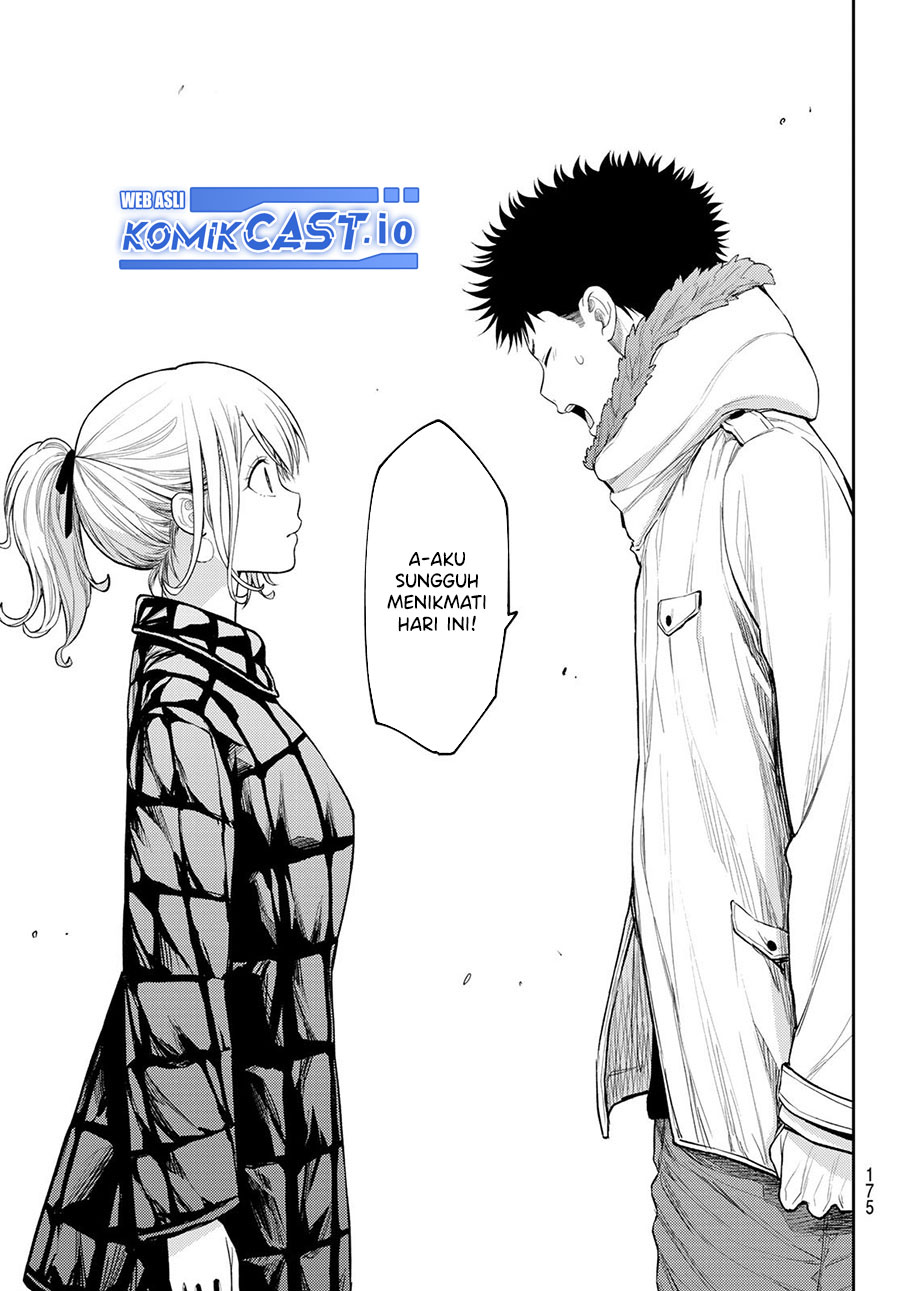 WEB ASLI
KOMIKCAST.io
A-AKU
SUNGGUH
MENIKMATI
HARI INI!
175